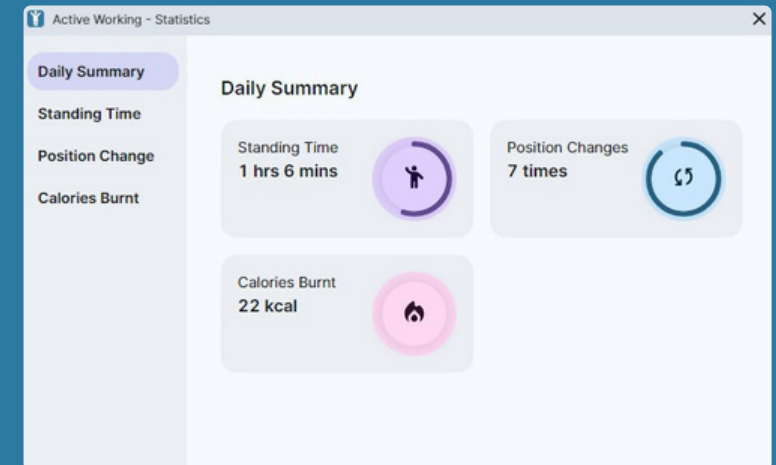 Active Working - Statistics
Daily Summary
Standing Time
Position Change
Calories Burnt
Daily Summary
Standing Time
1 hrs 6 mins
Position Changes
7 times
Calories Burnt
22 kcal